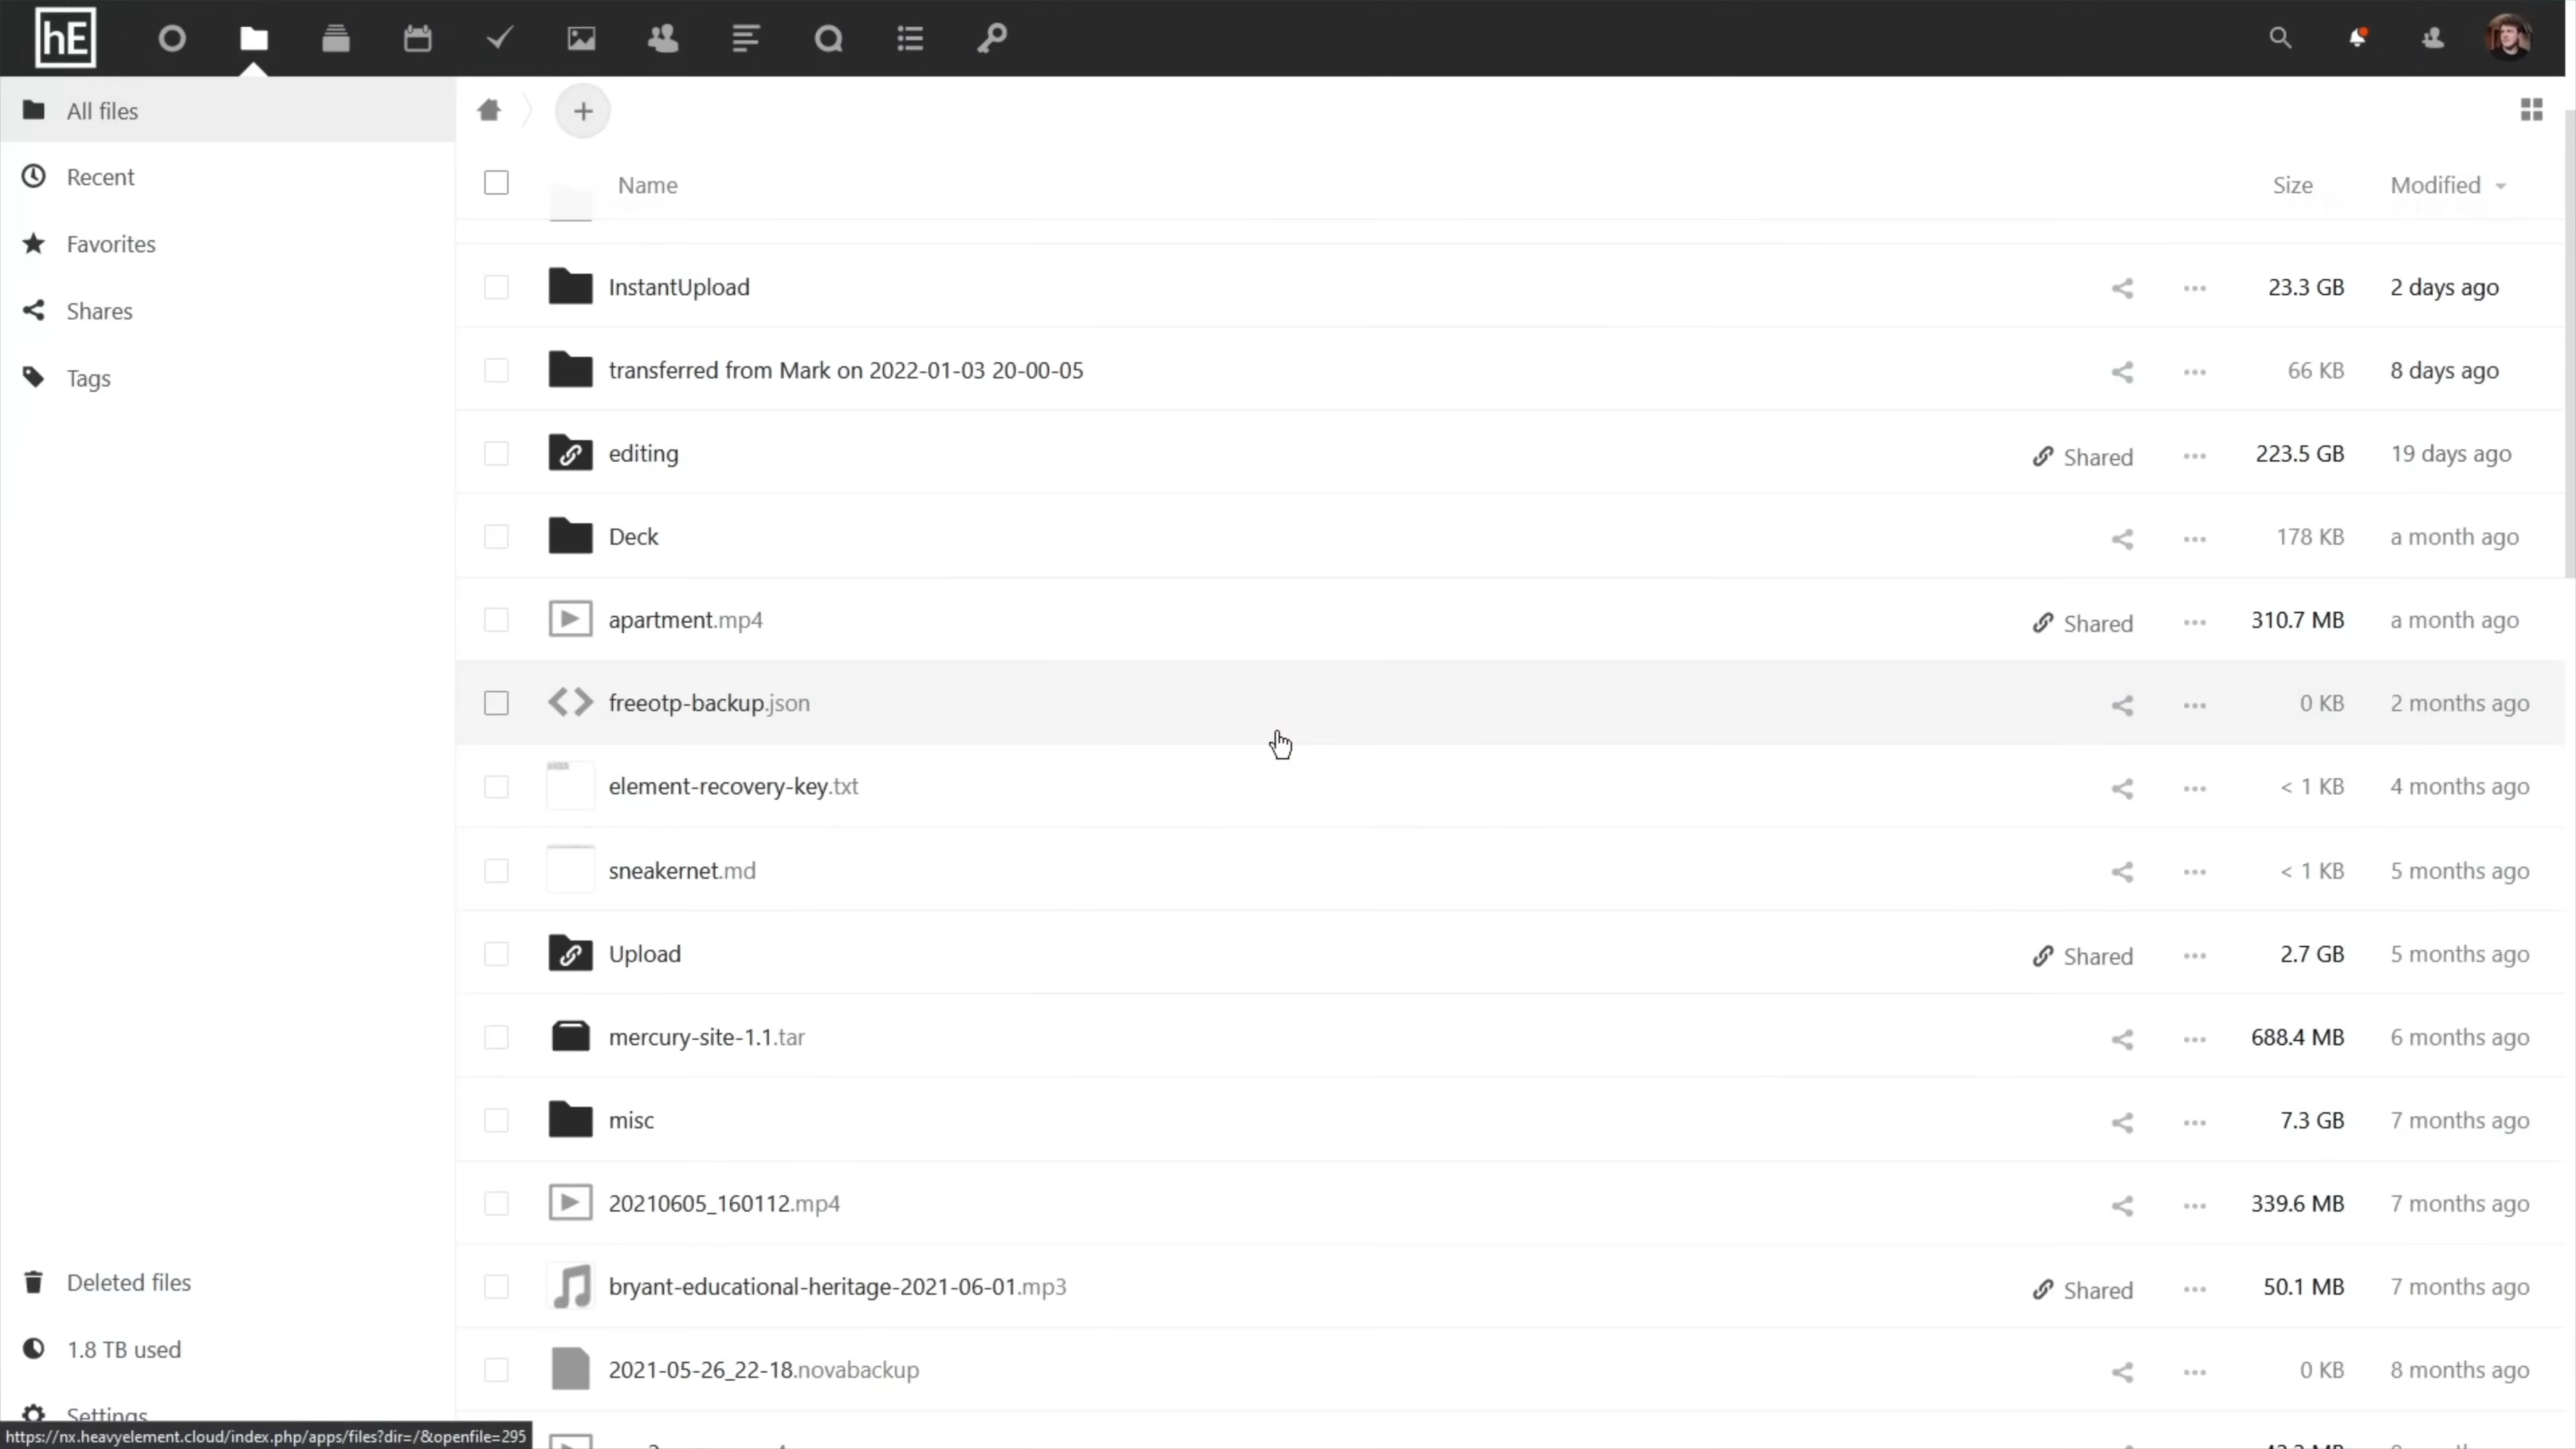 hE
All files
Recent
Favorites
Shares
Tags
Deleted files
1.8 TB used
Settings
https://nx.heavyelement.cloud/index.php/apps/files?dir=/&openfile=295
Name Size Modified
InstantUpload 23.3 GB 2 days ago
transferred from Mark on 2022-01-03 20-00-05 66 KB 8 days ago
editing Shared 223.5 GB 19 days ago
Deck 178 KB a month ago
apartment.mp4 Shared 310.7 MB a month ago
freeotp-backup.json 0 KB 2 months ago
element-recovery-key.txt < 1 KB 4 months ago
sneakernet.md < 1 KB 5 months ago
Upload Shared 2.7 GB 5 months ago
mercury-site-1.1.tar 688.4 MB 6 months ago
misc 7.3 GB 7 months ago
20210605_160112.mp4 339.6 MB 7 months ago
bryant-educational-heritage-2021-06-01.mp3 Shared 50.1 MB 7 months ago
2021-05-26_22-18.novabackup 0 KB 8 months ago